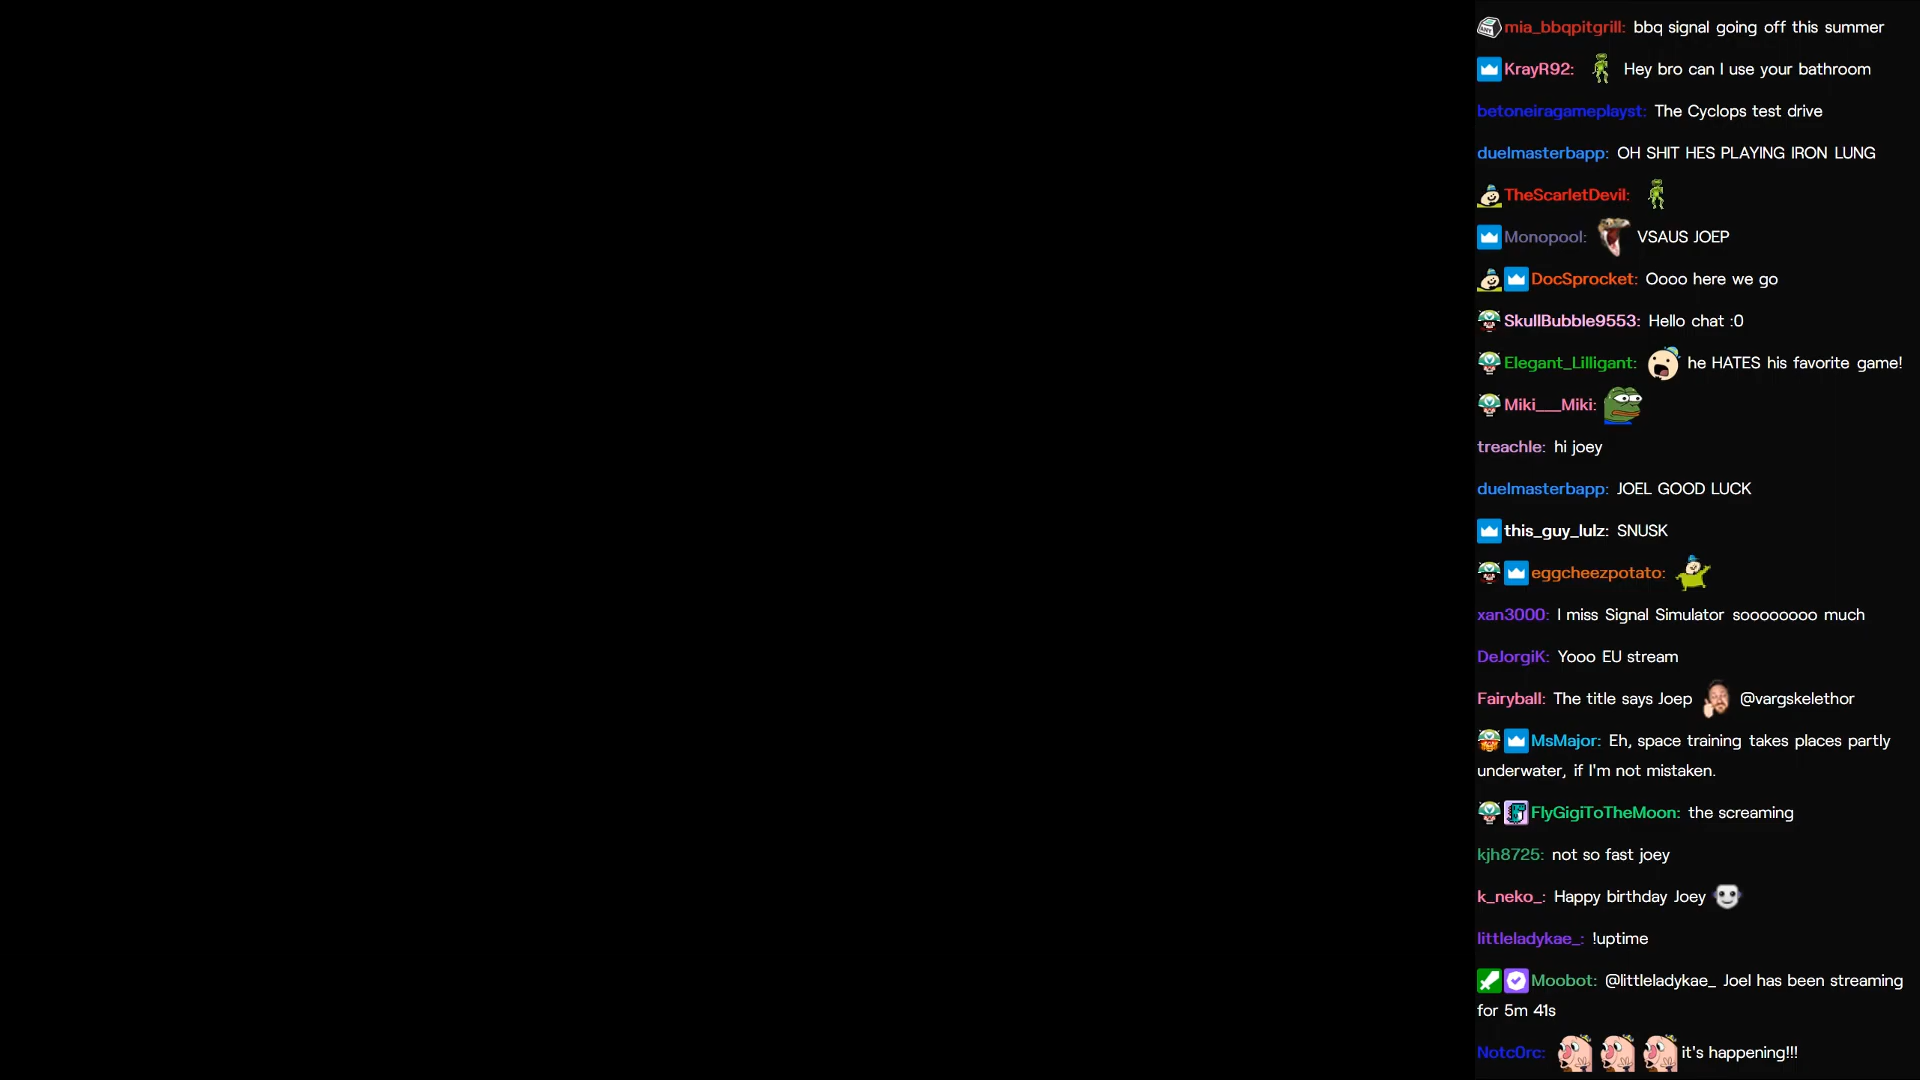 mia_bbqpitgrill: bbq signal going off this summer
KrayR92: Hey bro can I use your bathroom
betoneiragameplayst: The Cyclops test drive
duelmasterbapp: OH SHIT HES PLAYING IRON LUNG
TheScarletDevil:
Monopool: VSAUS JOEP
DocSprocket: Oooo here we go
SkullBubble9553: Hello chat :0
Elegant_Lilligant: he HATES his favorite game!
Miki___Miki:
treachle: hi joey
duelmasterbapp: JOEL GOOD LUCK
this_guy_lulz: SNUSK
eggcheezpotato:
xan3000: I miss Signal Simulator soooooooo much
DeJorgiK: Yooo EU stream
Fairyball: The title says Joep @vargskelethor
MsMajor: Eh, space training takes places partly
underwater, if I'm not mistaken.
FlyGigiToTheMoon: the screaming
kjh8725: not so fast joey
k_neko_: Happy birthday Joey
littleladykae_: !uptime
Moobot: @littleladykae_ Joel has been streaming
for 5m 41s
Notc0rc: it's happening!!!